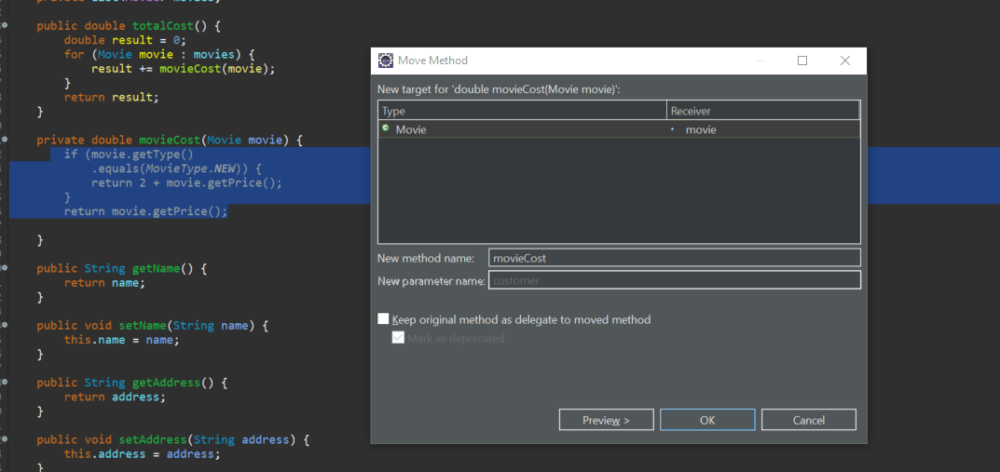 public double totalCost() {
double result = 0;
for (Movie movie : movies) {
result += movieCost(movie);
}
return result;
}
private double movieCost(Movie movie) {
if (movie.getType()
.equals(MovieType.NEW)) {
return 2 + movie.getPrice();
}
return movie.getPrice();
}
public String getName() {
return name;
}
public void setName(String name) {
this.name = name;
}
public String getAddress() {
return address;
}
public void setAddress(String address) {
this.address = address;
}
Move Method
New target for 'double movieCost(Movie movie)':
Type Receiver
Movie movie
New method name: movieCost
New parameter name: customer
Keep original method as delegate to moved method
Mark as deprecated
Preview > OK Cancel